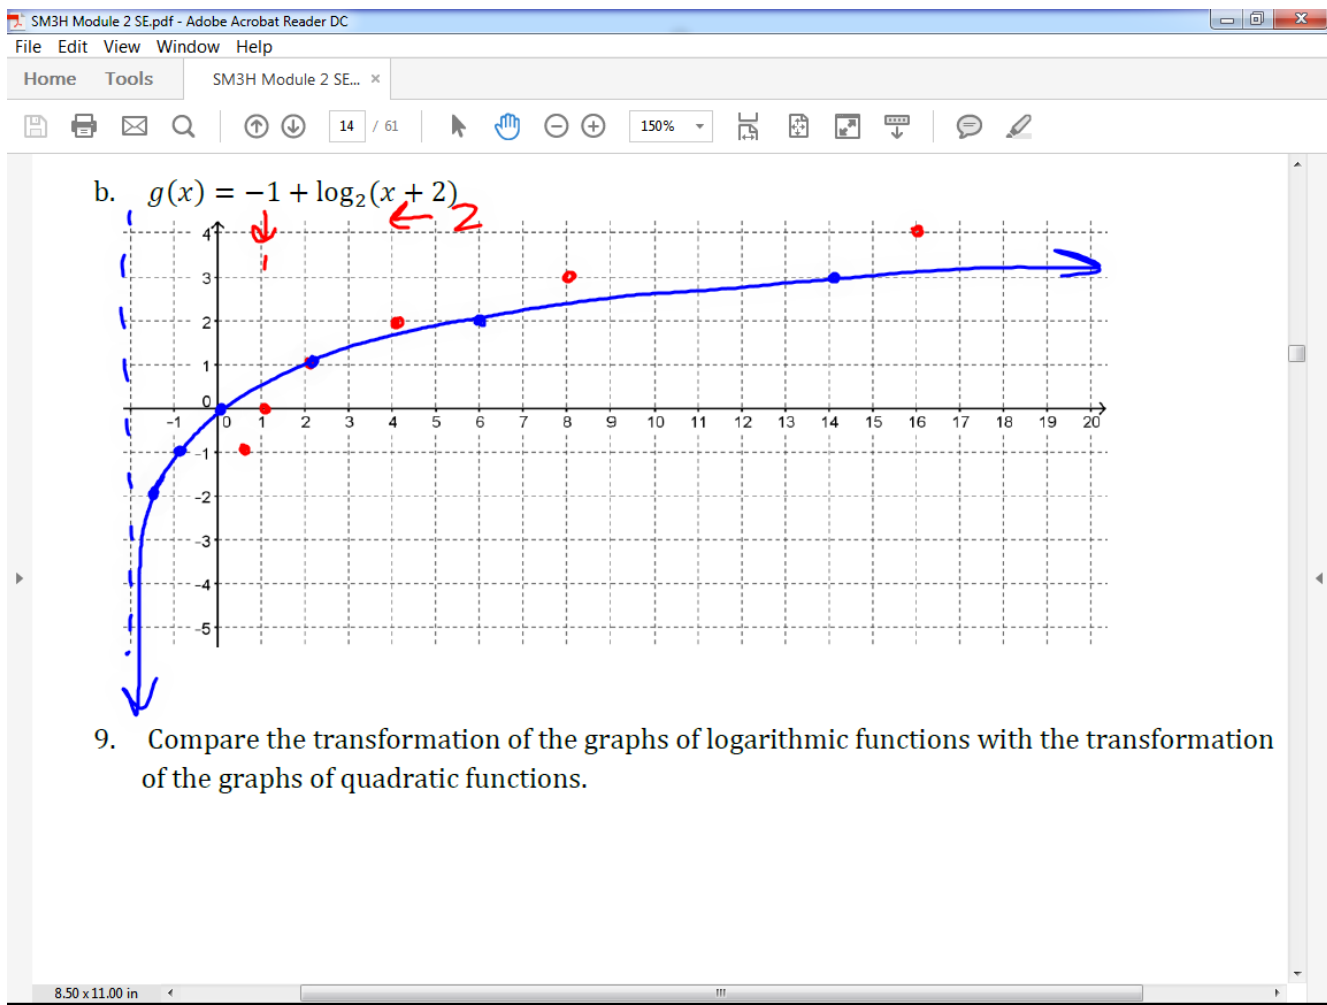 SM3H Module 2 SE.pdf - Adobe Acrobat Reader DC
File Edit View Window Help
Home Tools SM3H Module 2 SE... ×
14 / 61 150%
b. g(x) = −1 + log₂(x + 2)
↓ ← 2
1
4
3
2
1
0
-1 0 1 2 3 4 5 6 7 8 9 10 11 12 13 14 15 16 17 18 19 20
-1
-2
-3
-4
-5
9. Compare the transformation of the graphs of logarithmic functions with the transformation
of the graphs of quadratic functions.
8.50 x 11.00 in